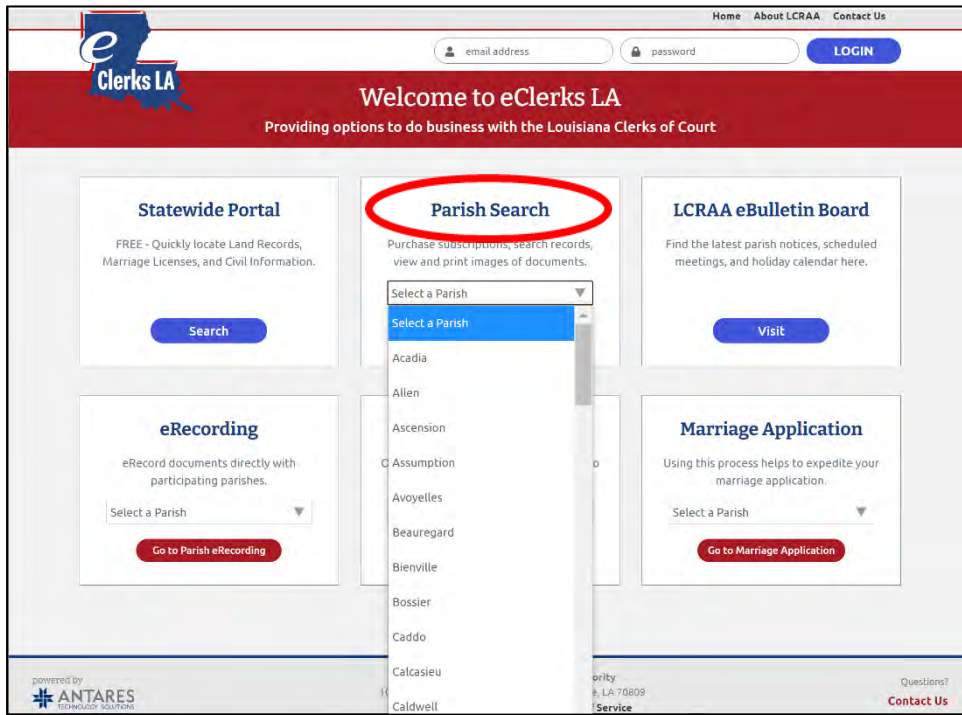 Home About LCRAA Contact Us
e
Clerks LA
email address
password
LOGIN
Welcome to eClerks LA
Providing options to do business with the Louisiana Clerks of Court
Statewide Portal
FREE - Quickly locate Land Records,
Marriage Licenses, and Civil Information.
Search
Parish Search
Purchase subscriptions, search records,
view and print images of documents.
Select a Parish
Select a Parish
Acadia
Allen
Ascension
Assumption
Avoyelles
Beauregard
Bienville
Bossier
Caddo
Calcasieu
Caldwell
LCRAA eBulletin Board
Find the latest parish notices, scheduled
meetings, and holiday calendar here.
Visit
eRecording
eRecord documents directly with
participating parishes.
Select a Parish
Go to Parish eRecording
Marriage Application
Using this process helps to expedite your
marriage application.
Select a Parish
Go to Marriage Application
powered by
ANTARES
TECHNOLOGY SOLUTIONS
LA 70809
Service
Questions?
Contact Us